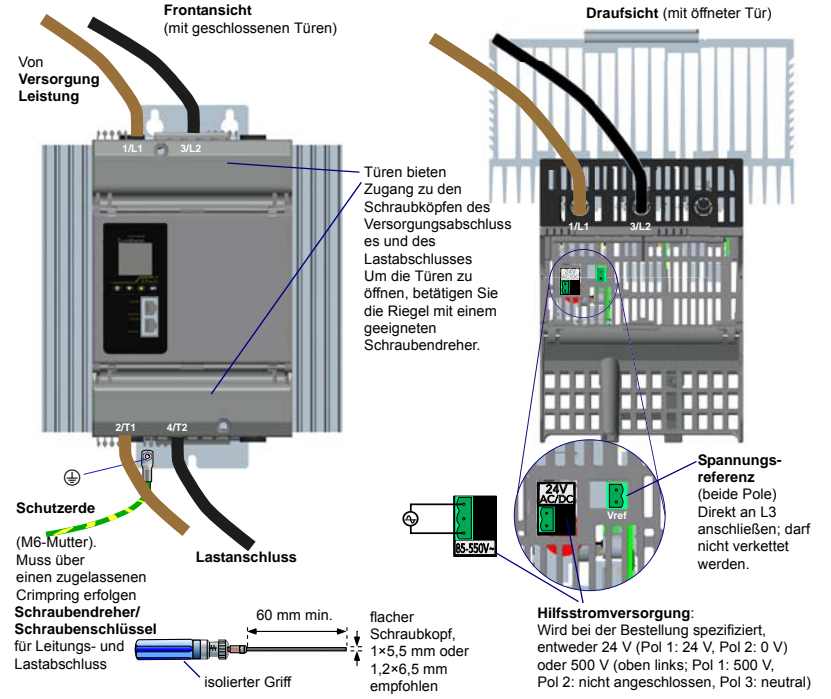 Frontansicht
(mit geschlossenen Türen)
Draufsicht (mit öffneter Tür)
Von
Versorgung
Leistung
1/L1
3/L2
Türen bieten
Zugang zu den
Schraubköpfen des
Versorgungsabschluss
es und des
Lastabschlusses
Um die Türen zu
öffnen, betätigen Sie
die Riegel mit einem
geeigneten
Schraubendreher.
1/L1
3/L2
24V
AC/DC
2/T1
4/T2
Schutzerde
(M6-Mutter).
Muss über
einen zugelassenen
Crimpring erfolgen
Schraubendreher/
Schraubenschlüssel
für Leitungs- und
Lastabschluss
Lastanschluss
60 mm min.
isolierter Griff
flacher
Schraubkopf,
1×5,5 mm oder
1,2×6,5 mm
empfohlen
85-550V~
24V
AC/DC
Vref
Spannungs-
referenz
(beide Pole)
Direkt an L3
anschließen; darf
nicht verkettet
werden.
Hilfsstromversorgung:
Wird bei der Bestellung spezifiziert,
entweder 24 V (Pol 1: 24 V, Pol 2: 0 V)
oder 500 V (oben links; Pol 1: 500 V,
Pol 2: nicht angeschlossen, Pol 3: neutral)